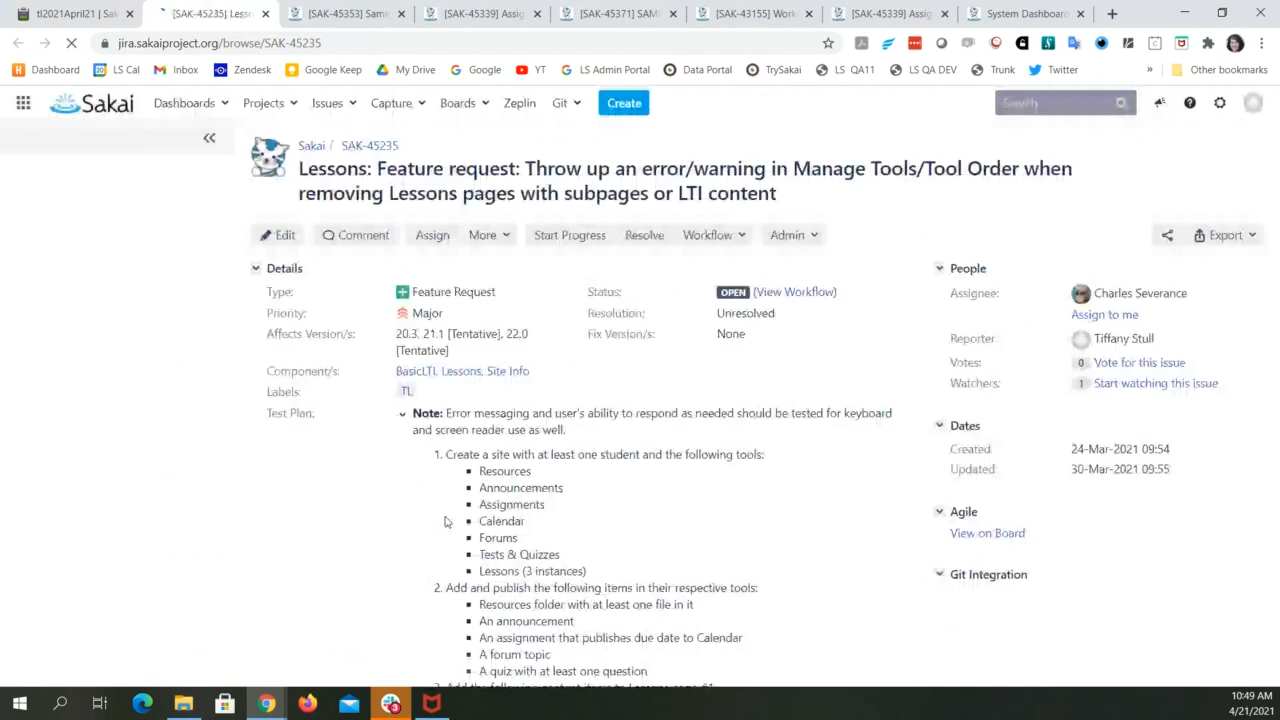 tl2021April21 | Sak
[SAK-45235] Lesso
[SAK-45353] Sami
[SAK-45339] Assig
[SAK-45371] SAM
[SAK-43155] Work
[SAK-45339] Assig
System Dashboard
jira.sakaiproject.org/browse/SAK-45235
Dashboard
LS Cal
Inbox
Zendesk
Google Keep
My Drive
Google
YT
LS Admin Portal
Data Portal
TrySakai
LS QA11
LS QA DEV
Trunk
Twitter
»
Other bookmarks
Sakai
Dashboards
Projects
Issues
Capture
Boards
Zeplin
Git
Create
Search
Sakai / SAK-45235
Lessons: Feature request: Throw up an error/warning in Manage Tools/Tool Order when
removing Lessons pages with subpages or LTI content
Edit
Comment
Assign
More
Start Progress
Resolve
Workflow
Admin
Export
Details
Type: Feature Request
Status: OPEN (View Workflow)
Priority: Major
Resolution: Unresolved
Affects Version/s: 20.3, 21.1 [Tentative], 22.0
[Tentative]
Fix Version/s: None
Component/s: BasicLTI, Lessons, Site Info
Labels: TL
Test Plan: Note: Error messaging and user's ability to respond as needed should be tested for keyboard
and screen reader use as well.
1. Create a site with at least one student and the following tools:
Resources
Announcements
Assignments
Calendar
Forums
Tests & Quizzes
Lessons (3 instances)
2. Add and publish the following items in their respective tools:
Resources folder with at least one file in it
An announcement
An assignment that publishes due date to Calendar
A forum topic
A quiz with at least one question
People
Assignee: Charles Severance
Assign to me
Reporter: Tiffany Stull
Votes: 0 Vote for this issue
Watchers: 1 Start watching this issue
Dates
Created: 24-Mar-2021 09:54
Updated: 30-Mar-2021 09:55
Agile
View on Board
Git Integration
10:49 AM
4/21/2021